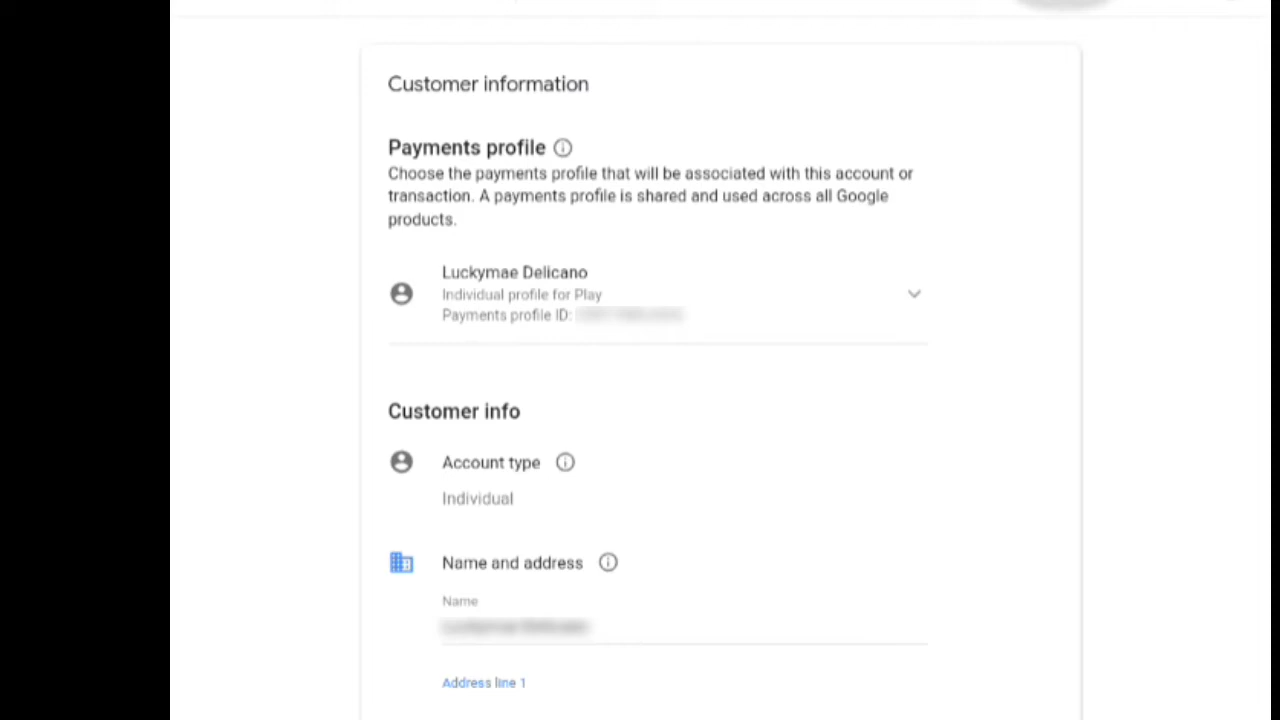 Customer information
Payments profile
Choose the payments profile that will be associated with this account or
transaction. A payments profile is shared and used across all Google
products.
Luckymae Delicano
Individual profile for Play
Payments profile ID:
Customer info
Account type
Individual
Name and address
Name
Address line 1